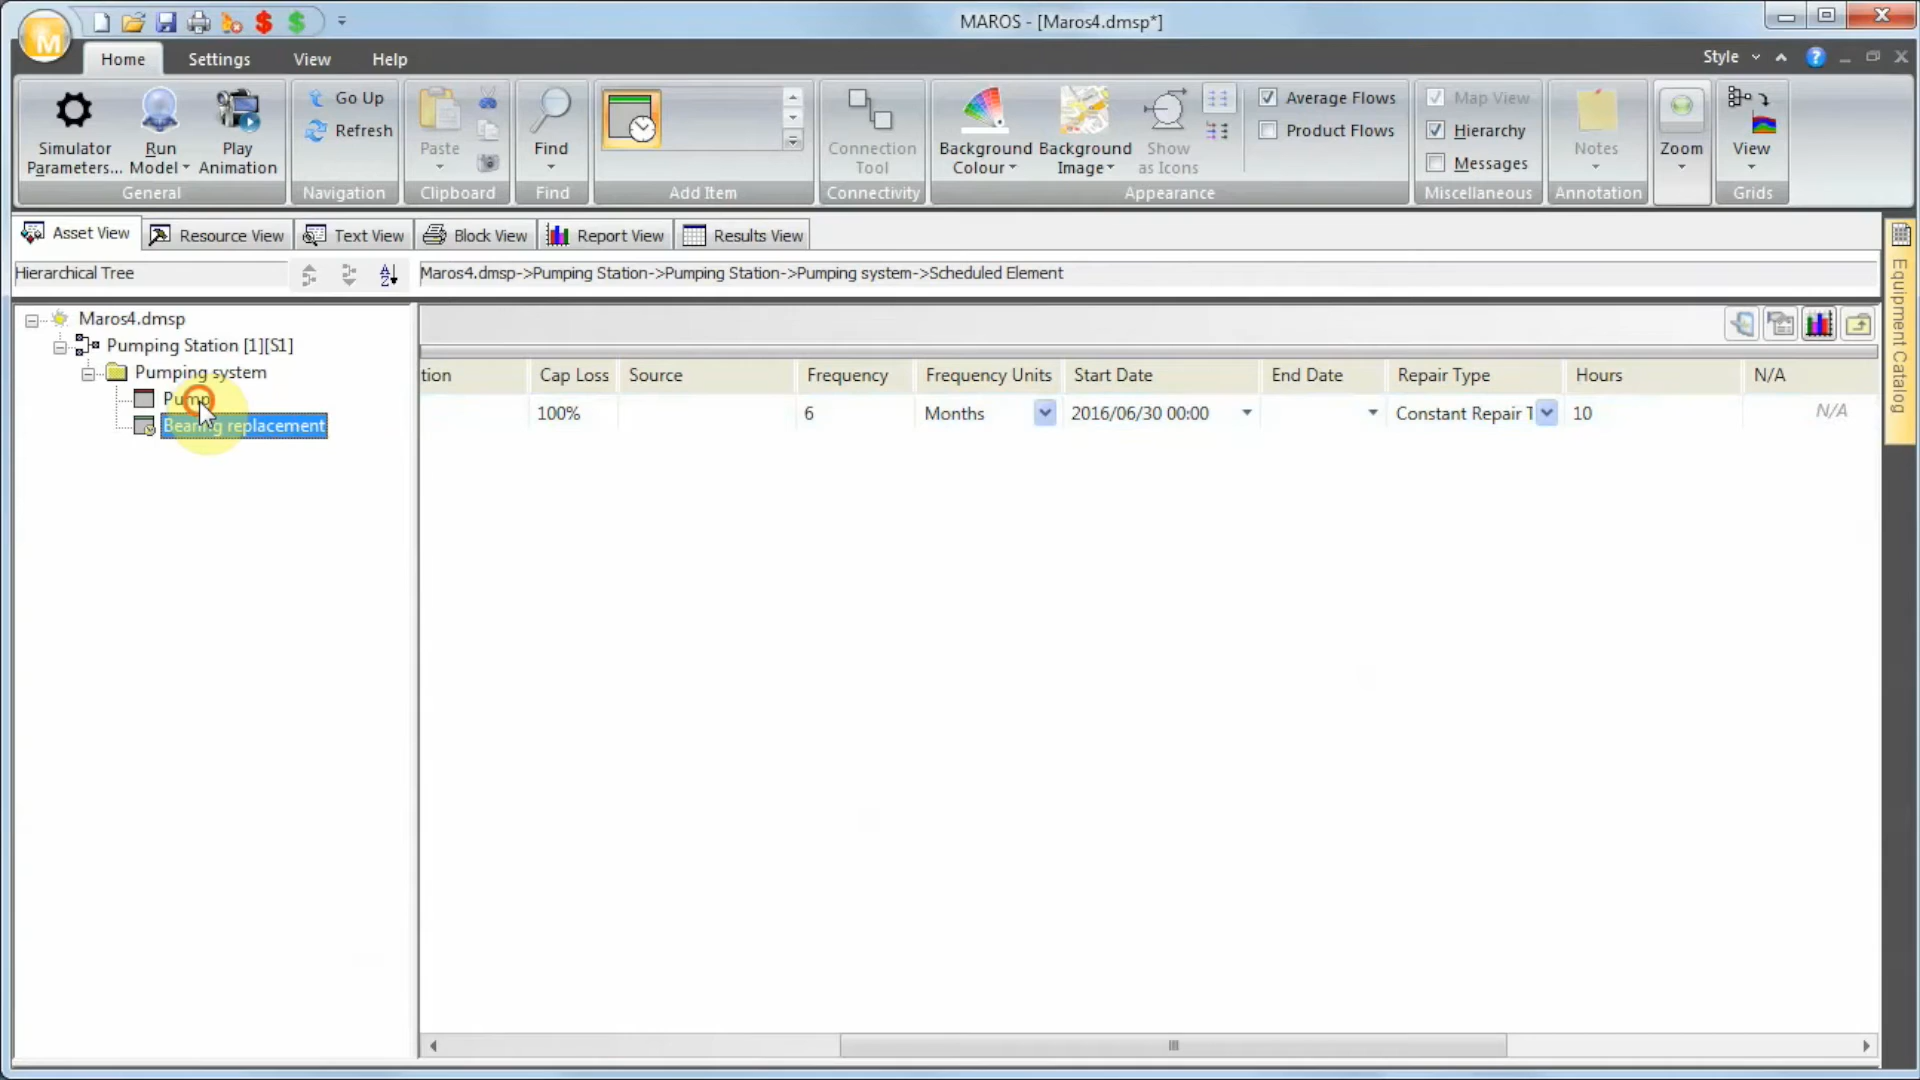 MAROS - [Maros4.dmsp*]
M
Home
Settings
View
Help
Style
Simulator Parameters...
Run Model
Play Animation
General
Go Up
Refresh
Navigation
Paste
Clipboard
Find
Find
Add Item
Connection Tool
Connectivity
Background Colour
Background Image
Show as Icons
Average Flows
Product Flows
Appearance
Map View
Hierarchy
Messages
Miscellaneous
Notes
Annotation
Zoom
View
Grids
Asset View
Resource View
Text View
Block View
Report View
Results View
Hierarchical Tree
Maros4.dmsp->Pumping Station->Pumping Station->Pumping system->Scheduled Element
Equipment Catalog
Maros4.dmsp
Pumping Station [1][S1]
Pumping system
Pump
Bearing replacement
tion
Cap Loss
Source
Frequency
Frequency Units
Start Date
End Date
Repair Type
Hours
N/A
100%
6
Months
2016/06/30 00:00
Constant Repair T
10
N/A